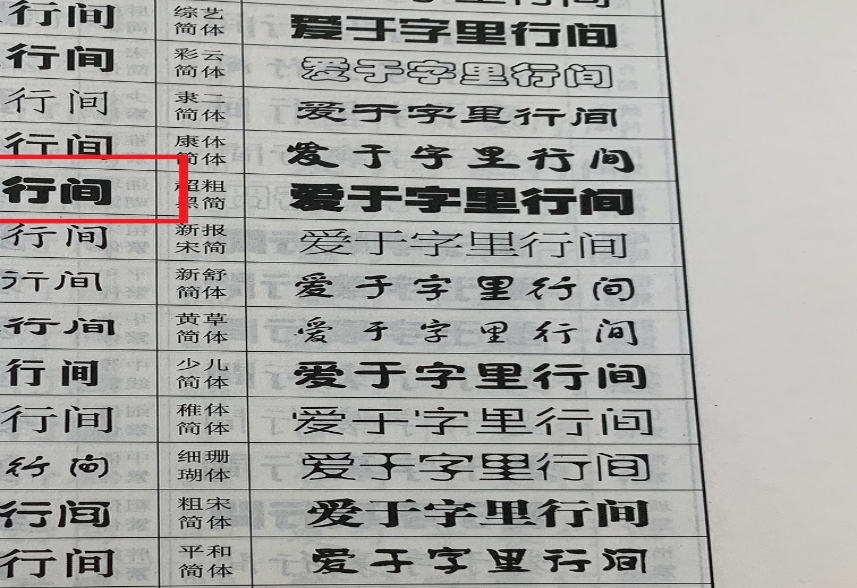 行间 综艺简体 爱于字里行间
行间 彩云简体 爱于字里行间
行间 隶二简体 爱于字里行间
行间 康体简体 爱于字里行间
行间 超粗黑简 爱于字里行间
行间 新报宋简 爱于字里行间
行间 新舒简体 爱于字里行间
行间 黄草简体 爱于字里行间
行间 少儿简体 爱于字里行间
行间 稚体简体 爱于字里行间
行间 细珊瑚体 爱于字里行间
行间 粗宋简体 爱于字里行间
行间 平和简体 爱于字里行间